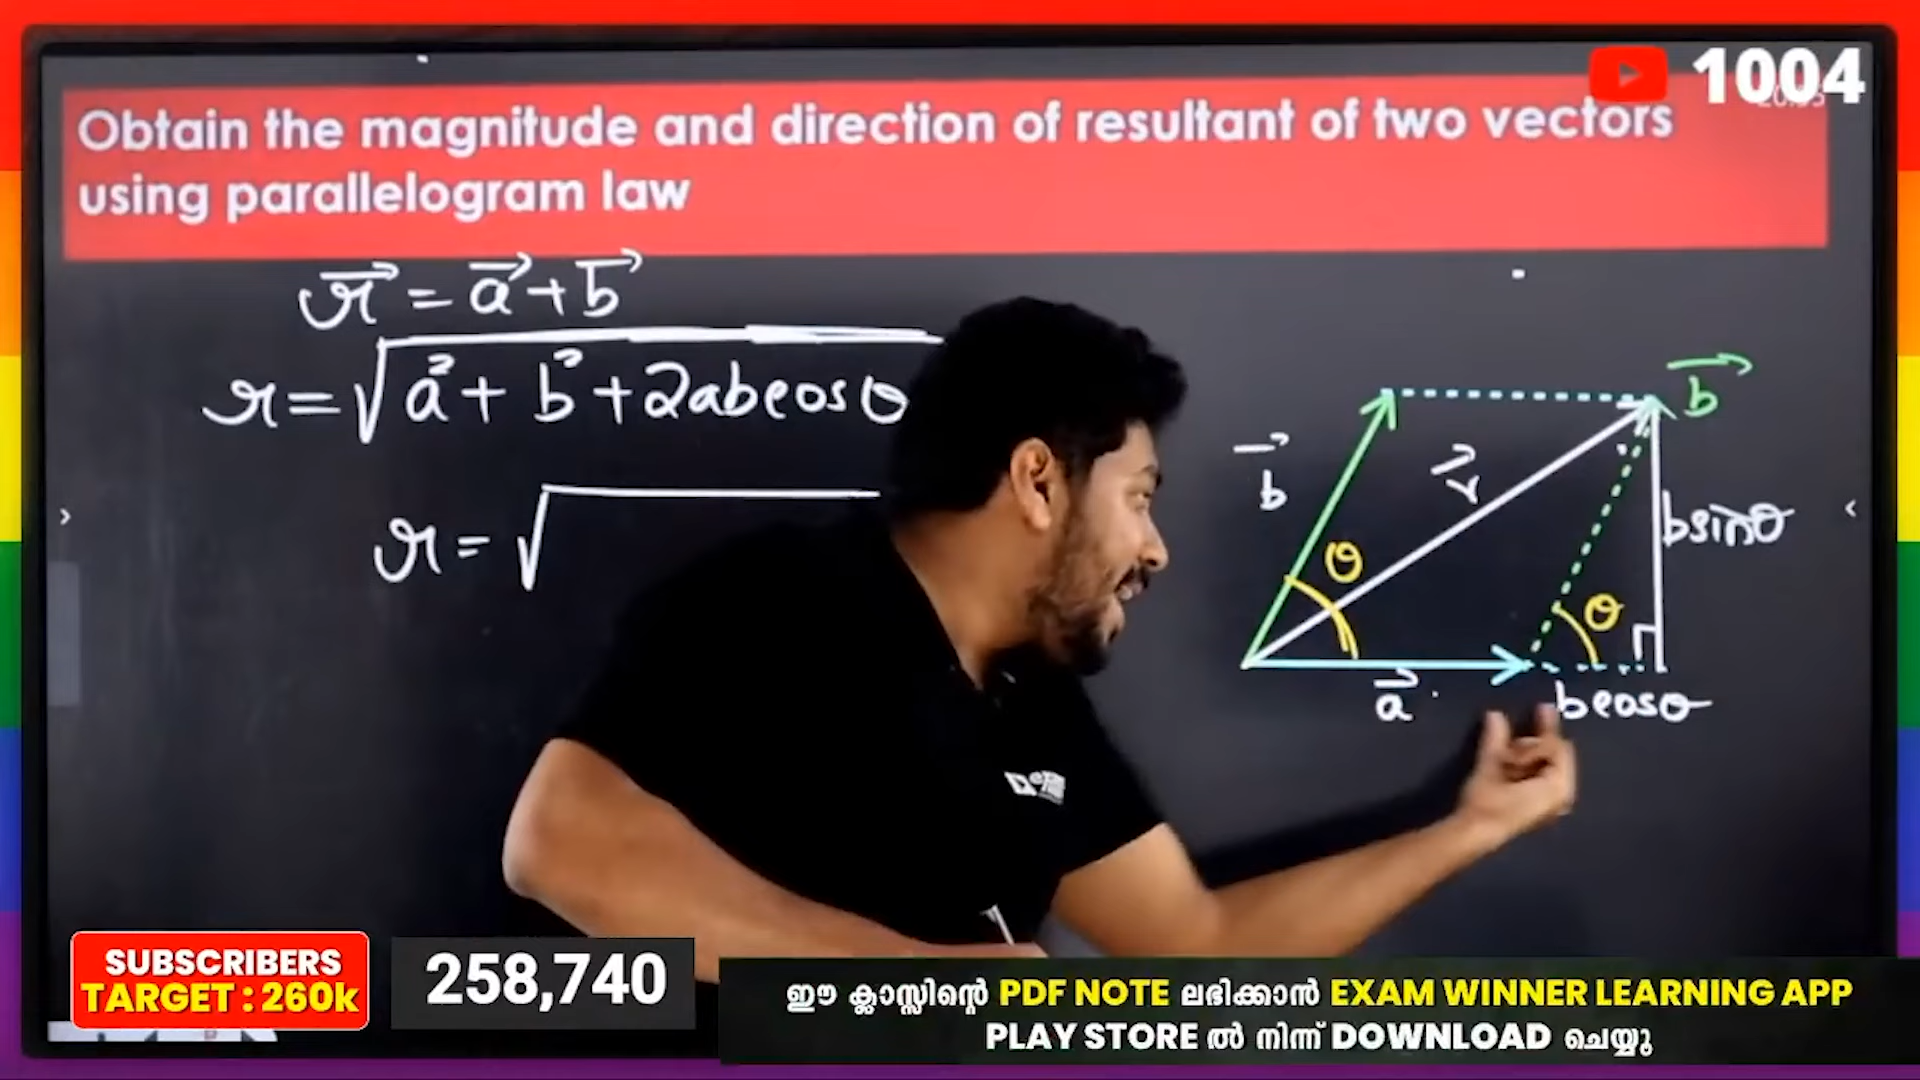 1004
Obtain the magnitude and direction of resultant of two vectors
using parallelogram law
r⃗ = a⃗ + b⃗
r = √a² + b² + 2abcosθ
r = √
b⃗
b⃗
r⃗
bsinθ
θ
θ
a⃗
bcosθ
SUBSCRIBERS
TARGET : 260k
258,740
ഈ ക്ലാസ്സിന്റെ PDF NOTE ലഭിക്കാൻ EXAM WINNER LEARNING APP
PLAY STORE ൽ നിന്ന് DOWNLOAD ചെയ്യൂ